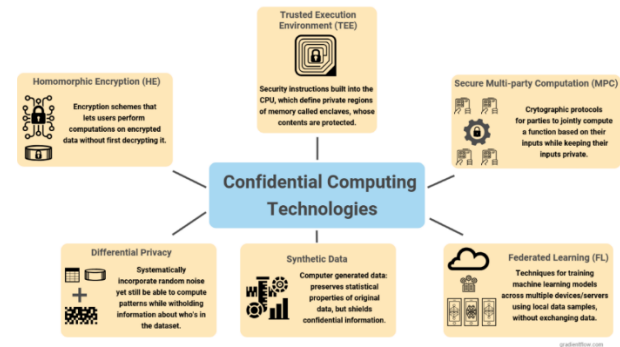 Trusted Execution
Environment (TEE)
Security instructions built into the
CPU, which define private regions
of memory called enclaves, whose
contents are protected.
Homomorphic Encryption (HE)
Encryption schemes that
lets users perform
computations on encrypted
data without first decrypting it.
Secure Multi-party Computation (MPC)
Crytographic protocols
for parties to jointly compute
a function based on their
inputs while keeping their
inputs private.
Confidential Computing
Technologies
Differential Privacy
Systematically
incorporate random noise
yet still be able to compute
patterns while witholding
information about who's in
the dataset.
Synthetic Data
Computer generated data:
preserves statistical
properties of original
data, but shields
confidential information.
Federated Learning (FL)
Techniques for training
machine learning models
across multiple devices/servers
using local data samples,
without exchanging data.
gradientflow.com